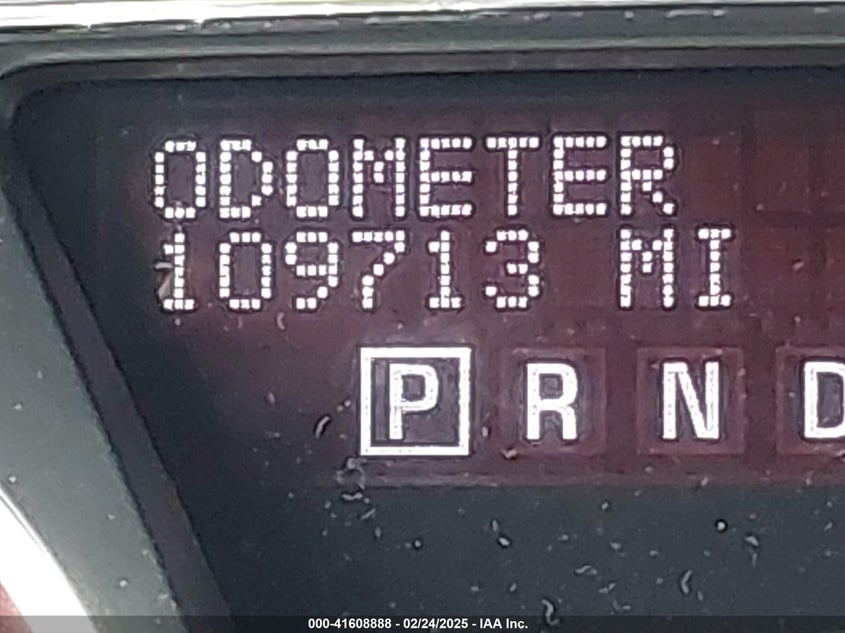 ODOMETER
109713 MI
P R N D
000-41608888 - 02/24/2025 - IAA Inc.